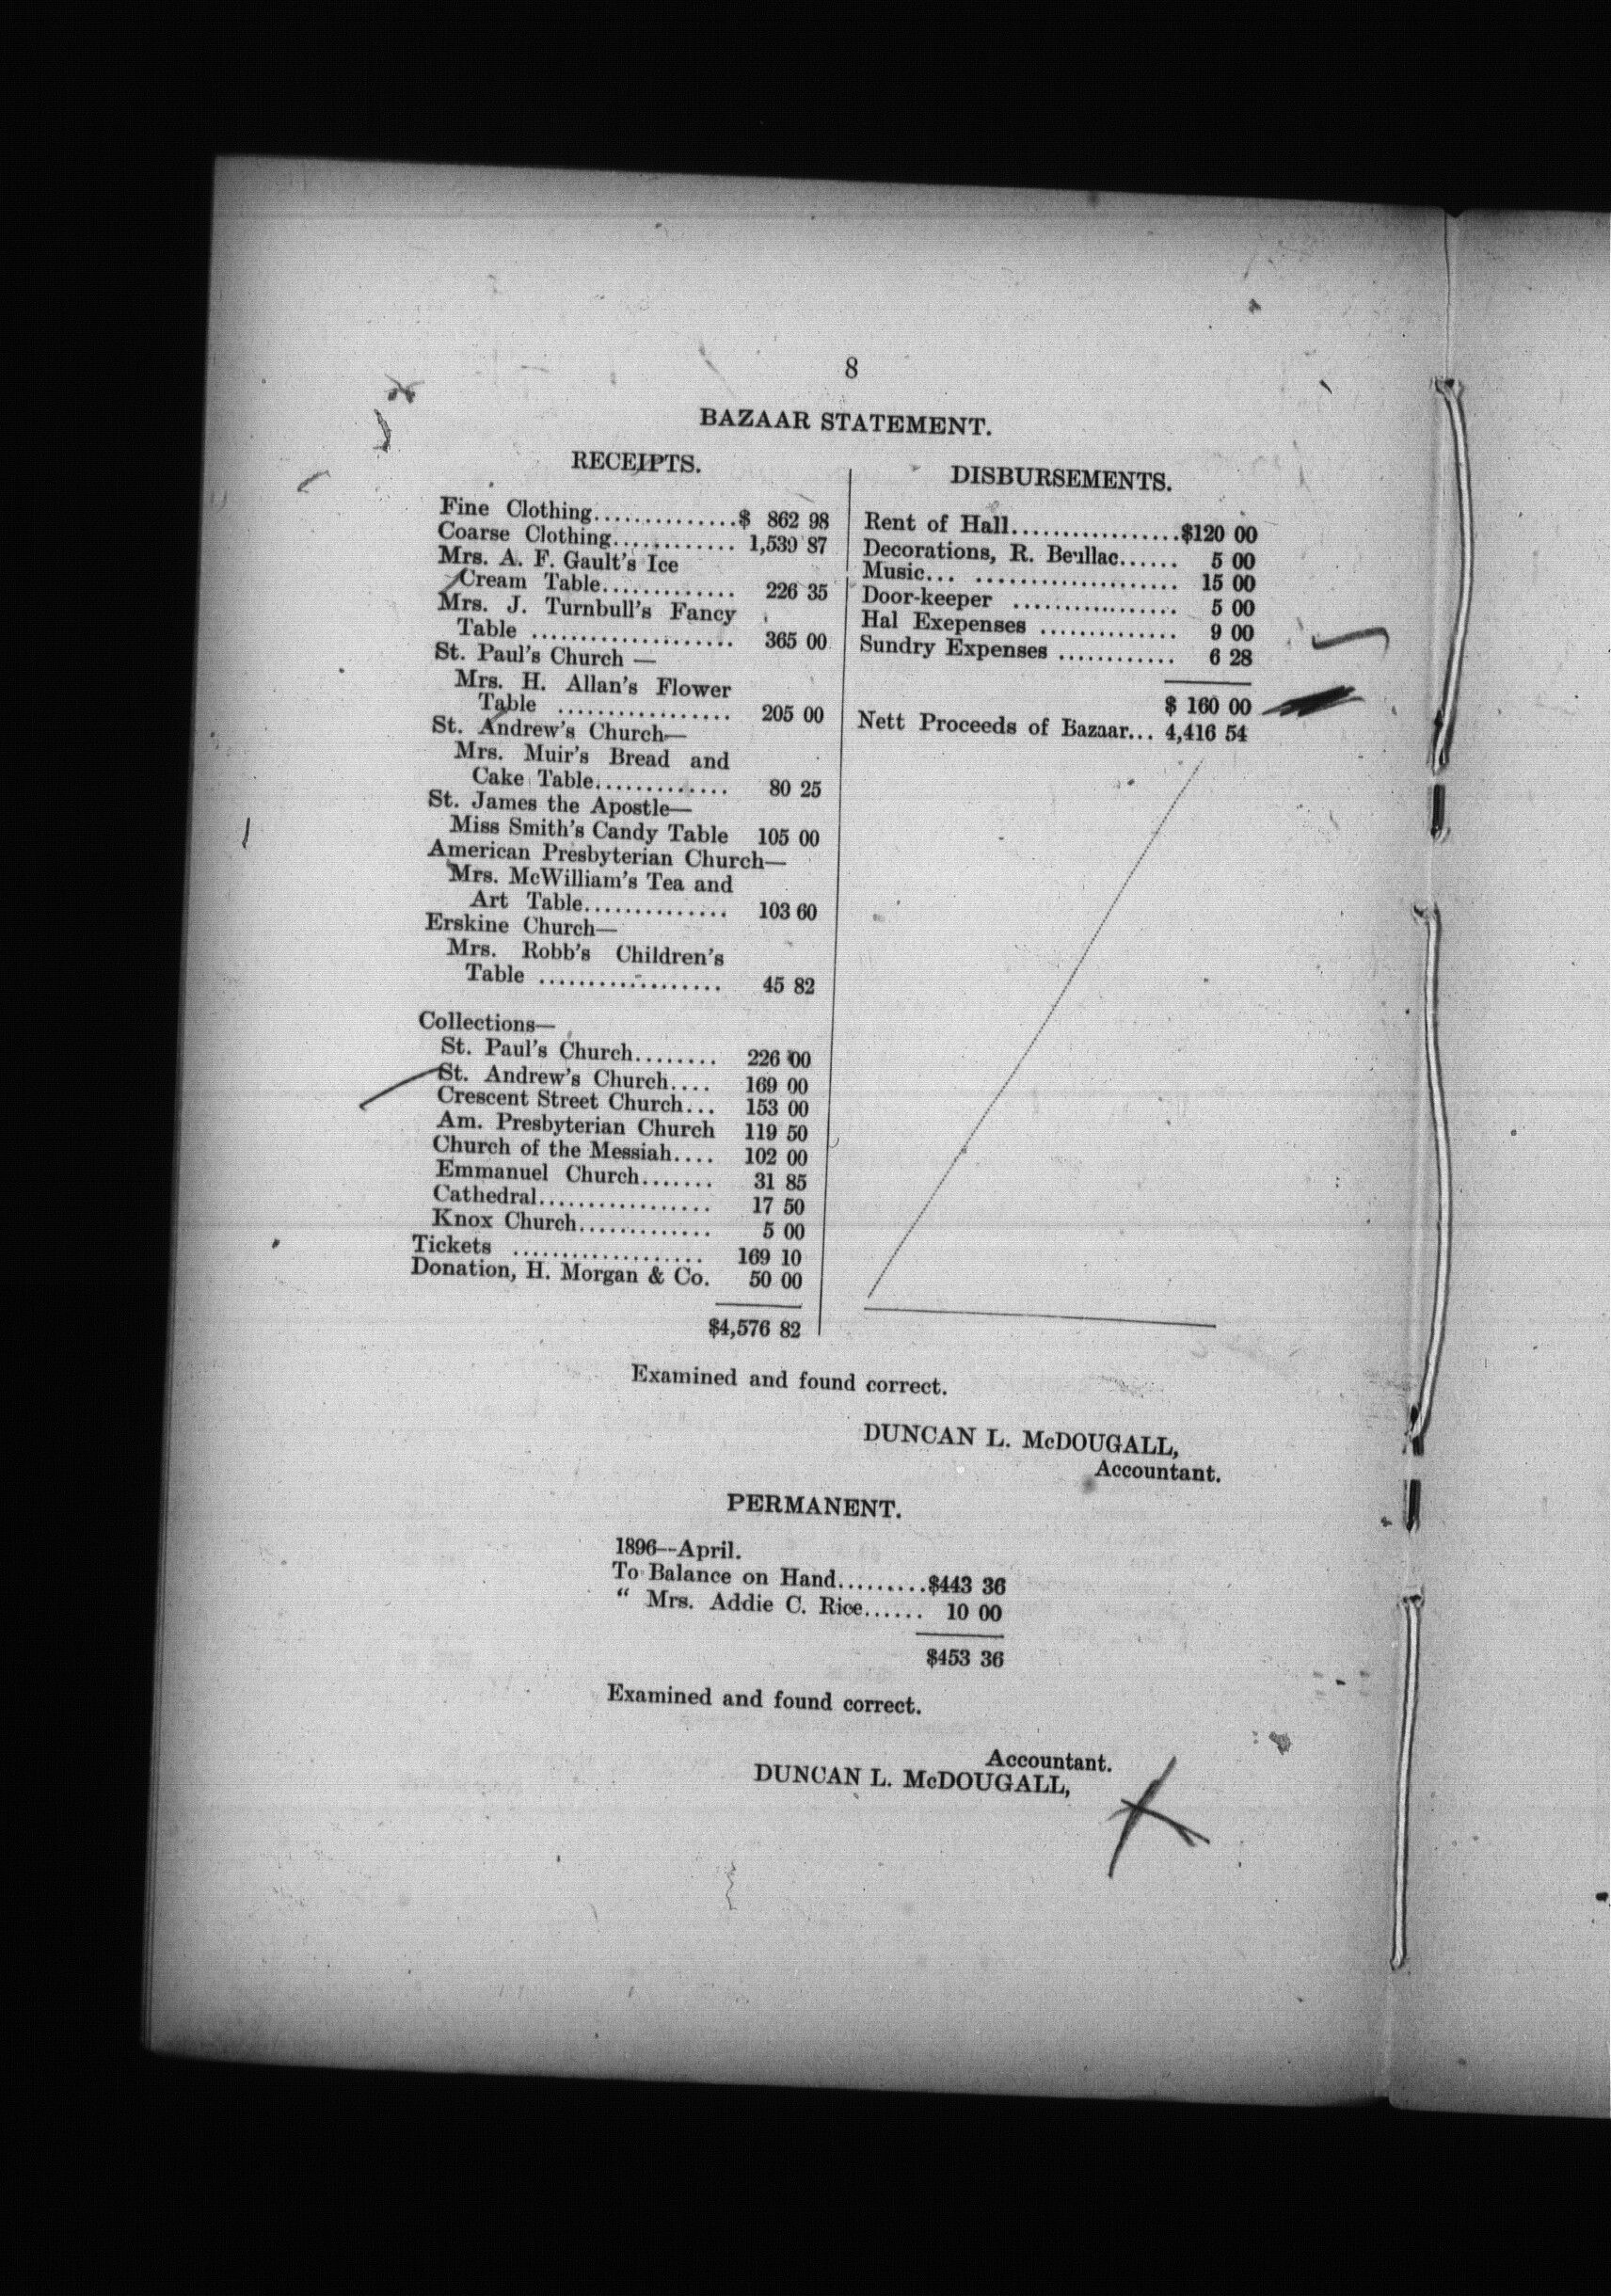 8
BAZAAR STATEMENT.
RECEIPTS.
Fine Clothing..............$ 862 98
Coarse Clothing............ 1,539 87
Mrs. A. F. Gault's Ice
Cream Table............. 226 35
Mrs. J. Turnbull's Fancy
Table ..................... 365 00
St. Paul's Church —
Mrs. H. Allan's Flower
Table .................. 205 00
St. Andrew's Church—
Mrs. Muir's Bread and
Cake Table............. 80 25
St. James the Apostle—
Miss Smith's Candy Table 105 00
American Presbyterian Church—
Mrs. McWilliam's Tea and
Art Table.............. 103 60
Erskine Church—
Mrs. Robb's Children's
Table ................... 45 82
Collections—
St. Paul's Church........ 226 00
St. Andrew's Church.... 169 00
Crescent Street Church... 153 00
Am. Presbyterian Church 119 50
Church of the Messiah.... 102 00
Emmanuel Church....... 31 85
Cathedral................. 17 50
Knox Church............. 5 00
Tickets .................... 169 10
Donation, H. Morgan & Co. 50 00
$4,576 82
DISBURSEMENTS.
Rent of Hall.................$120 00
Decorations, R. Beullac...... 5 00
Music... .................... 15 00
Door-keeper ................ 5 00
Hal Exepenses .............. 9 00
Sundry Expenses ............ 6 28
$ 160 00
Nett Proceeds of Bazaar... 4,416 54
Examined and found correct.
DUNCAN L. McDOUGALL,
Accountant.
PERMANENT.
1896--April.
To Balance on Hand.........$443 36
“ Mrs. Addie C. Rice...... 10 00
$453 36
Examined and found correct.
Accountant.
DUNCAN L. McDOUGALL,